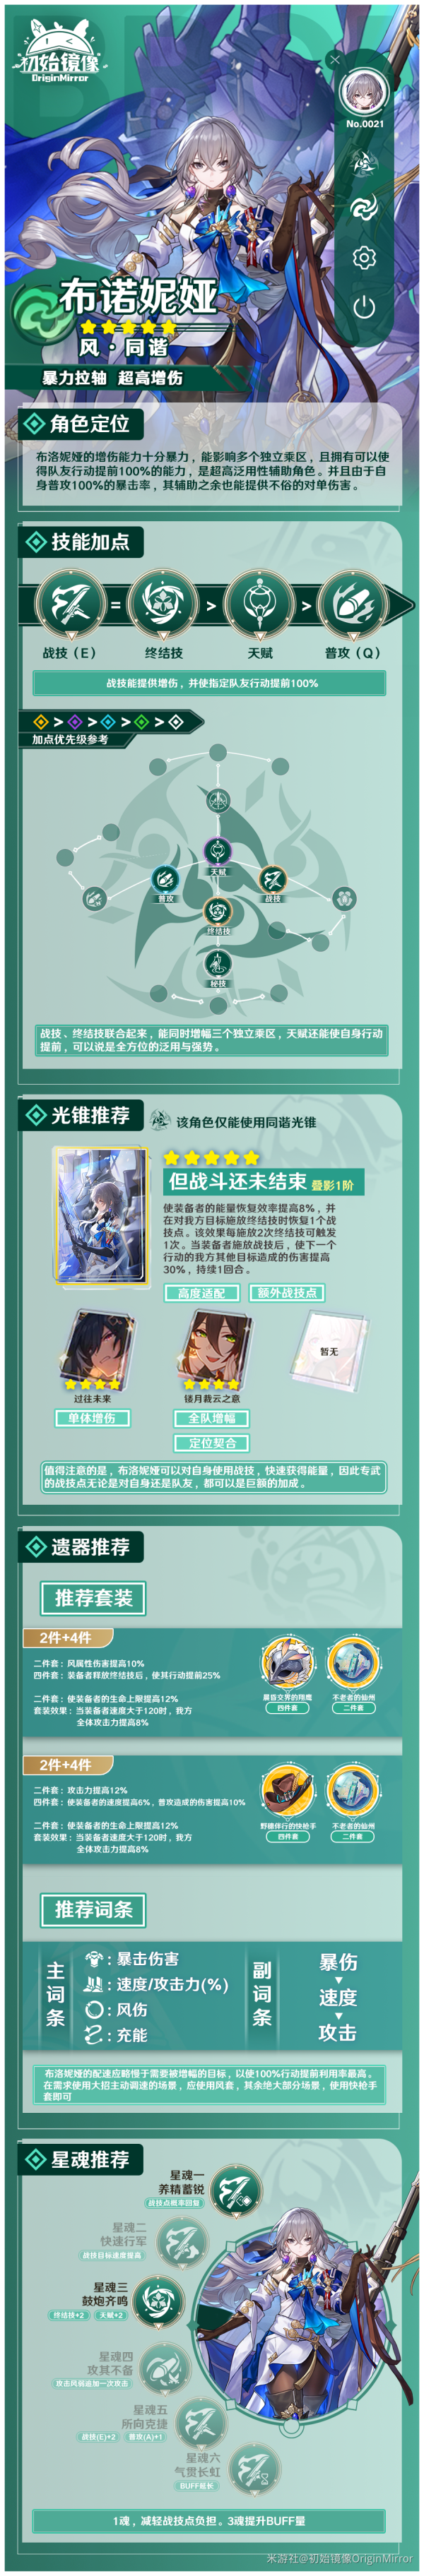 初始镜像
OriginMirror
No.0021
布诺妮娅
风·同谐
暴力拉轴 超高增伤
角色定位
布洛妮娅的增伤能力十分暴力，能影响多个独立乘区，且拥有可以使
得队友行动提前100%的能力，是超高泛用性辅助角色。并且由于自
身普攻100%的暴击率，其辅助之余也能提供不俗的对单伤害。
技能加点
= > >
战技（E） 终结技 天赋 普攻（Q）
战技能提供增伤，并使指定队友行动提前100%
> > > >
加点优先级参考
天赋
普攻 战技
终结技
秘技
战技、终结技联合起来，能同时增幅三个独立乘区，天赋还能使自身行动
提前，可以说是全方位的泛用与强势。
光锥推荐 该角色仅能使用同谐光锥
但战斗还未结束 叠影1阶
使装备者的能量恢复效率提高8%，并
在对我方目标施放终结技时恢复1个战
技点。该效果每施放2次终结技可触发
1次。当装备者施放战技后，使下一个
行动的我方其他目标造成的伤害提高
30%，持续1回合。
高度适配 额外战技点
暂无
过往未来 镂月裁云之意
单体增伤 全队增幅
定位契合
值得注意的是，布洛妮娅可以对自身使用战技，快速获得能量，因此专武
的战技点无论是对自身还是队友，都可以是巨额的加成。
遗器推荐
推荐套装
2件+4件
二件套：风属性伤害提高10%
四件套：装备者释放终结技后，使其行动提前25%
二件套：使装备者的生命上限提高12%
套装效果：当装备者速度大于120时，我方
全体攻击力提高8%
晨昏交界的翔鹰 不老者的仙舟
四件套 二件套
2件+4件
二件套：攻击力提高12%
四件套：使装备者的速度提高6%，普攻造成的伤害提高10%
二件套：使装备者的生命上限提高12%
套装效果：当装备者速度大于120时，我方
全体攻击力提高8%
野穗伴行的快枪手 不老者的仙舟
四件套 二件套
推荐词条
主词条
：暴击伤害
：速度/攻击力(%)
：风伤
：充能
副词条
暴伤
速度
攻击
布洛妮娅的配速应略慢于需要被增幅的目标，以使100%行动提前利用率最高。
在需求使用大招主动调速的场景，应使用风套，其余绝大部分场景，使用快枪手
套即可
星魂推荐
星魂一
养精蓄锐
战技点概率回复
星魂二
快速行军
战技目标速度提高
星魂三
鼓炮齐鸣
终结技+2 天赋+2
星魂四
攻其不备
攻击风弱追加一次攻击
星魂五
所向克捷
战技(E)+2 普攻(A)+1
星魂六
气贯长虹
BUFF延长
1魂，减轻战技点负担。3魂提升BUFF量
米游社@初始镜像OriginMirror